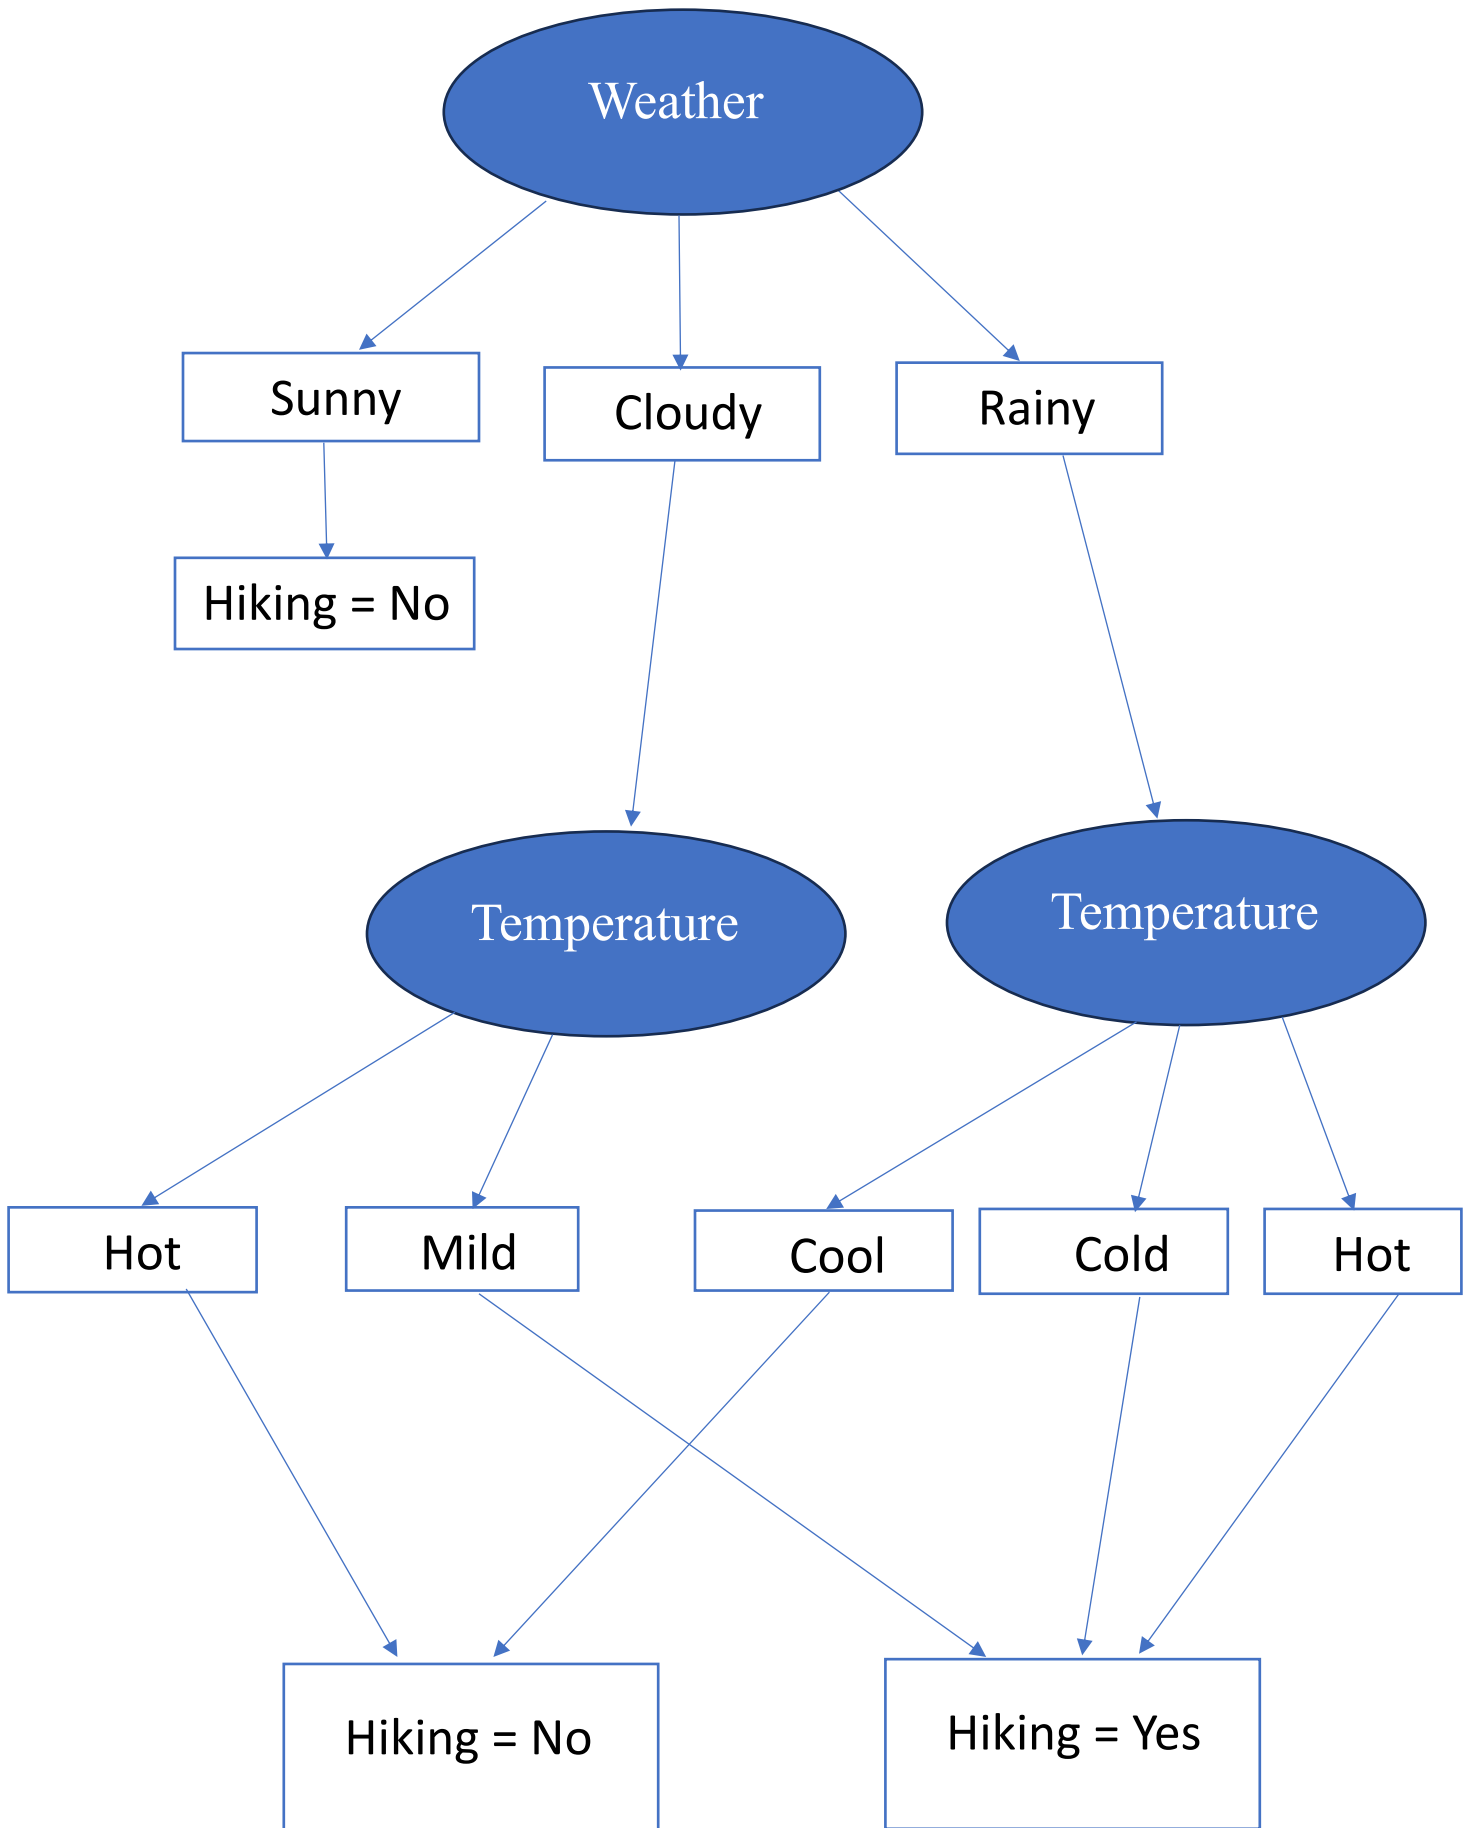 Weather
Sunny
Cloudy
Rainy
Hiking = No
Temperature
Temperature
Hot
Mild
Cool
Cold
Hot
Hiking = No
Hiking = Yes